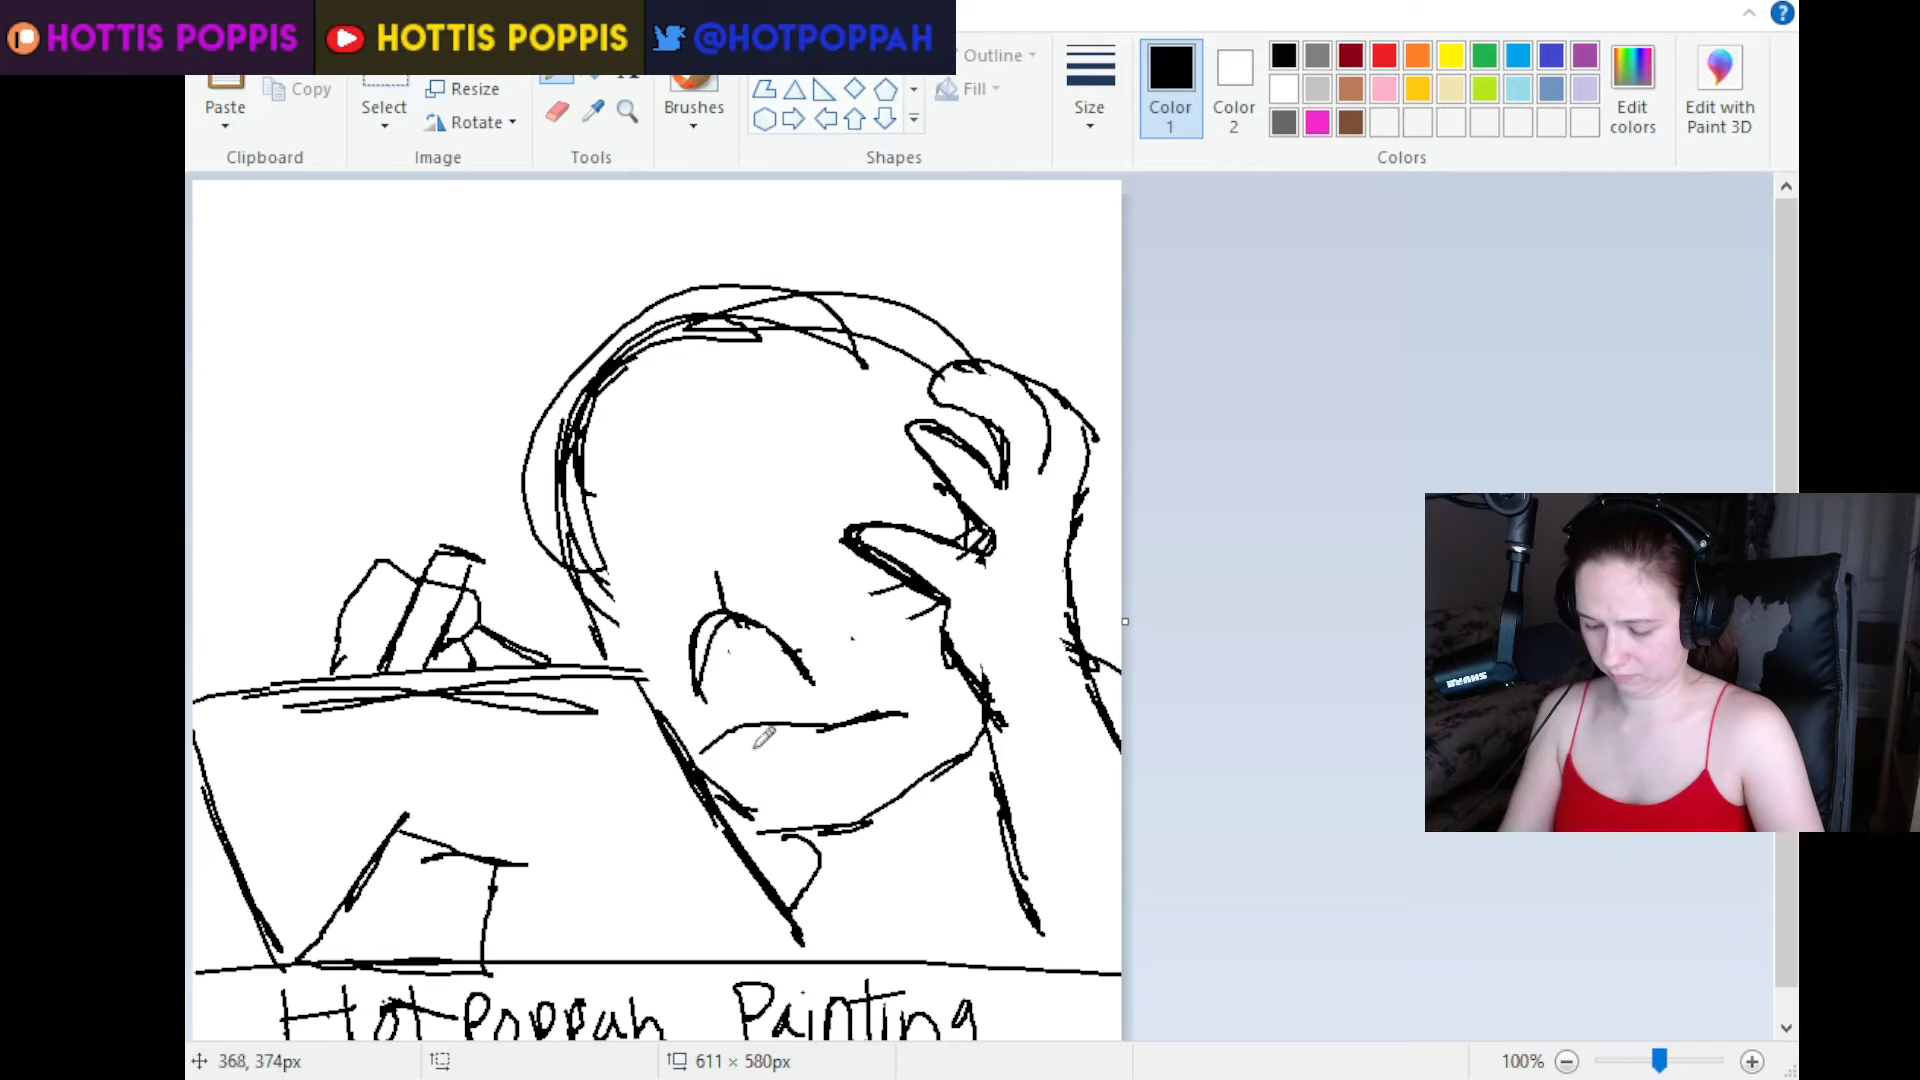 HOTTIS POPPIS HOTTIS POPPIS @HOTPOPPAH
Outline
Copy Resize Fill
Paste Select Rotate Brushes Size Color 1 Color 2 Edit colors Edit with Paint 3D
Clipboard Image Tools Shapes Colors
SHURE
Hot Poppah Painting
368, 374px 611 × 580px 100%